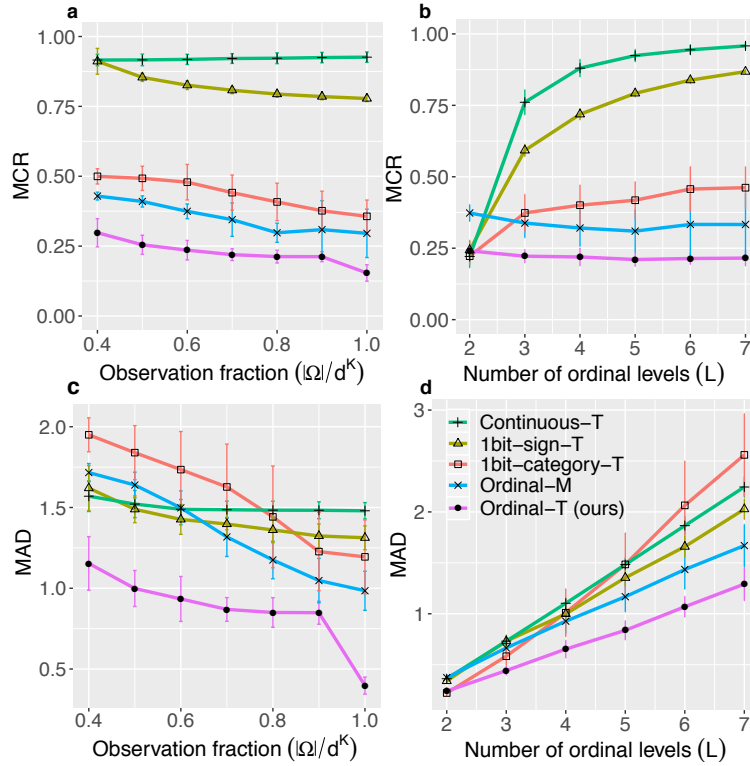 a
1.00
0.75
0.50
0.25
0.00
MCR
0.4
0.6
0.8
1.0
Observation fraction (|Ω|/d^K)
b
1.00
0.75
0.50
0.25
0.00
MCR
2
3
4
5
6
7
Number of ordinal levels (L)
c
2.0
1.5
1.0
0.5
MAD
0.4
0.6
0.8
1.0
Observation fraction (|Ω|/d^K)
d
3
2
1
MAD
Continuous−T
1bit−sign−T
1bit−category−T
Ordinal−M
Ordinal−T (ours)
2
3
4
5
6
7
Number of ordinal levels (L)